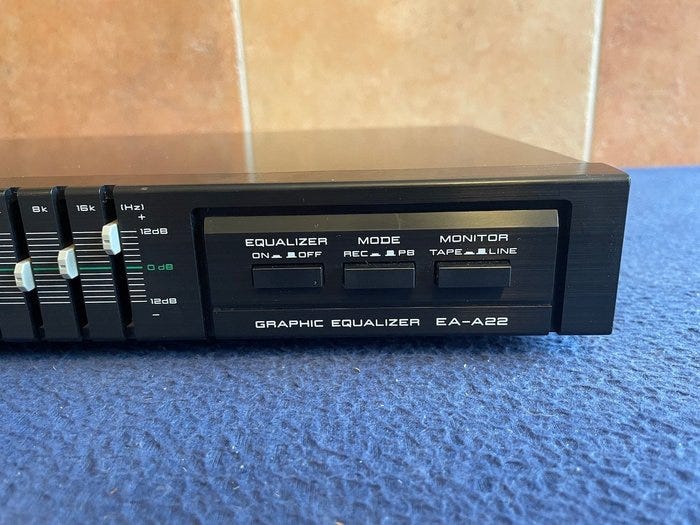 8k 16k (Hz)
+
12dB
0 dB
12dB
-
EQUALIZER
ON OFF
MODE
REC PB
MONITOR
TAPE LINE
GRAPHIC EQUALIZER EA-A22